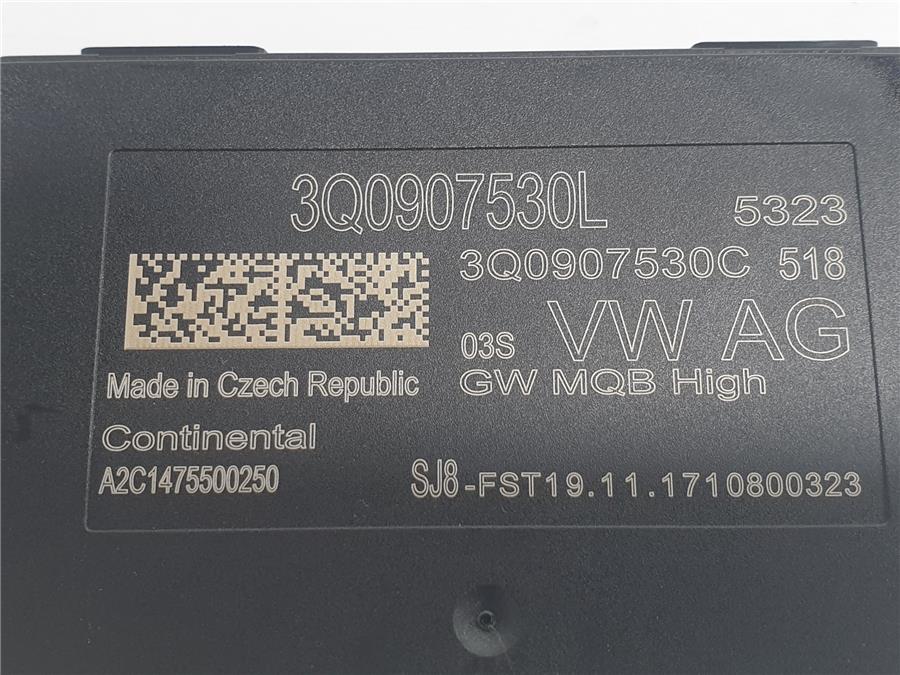 3Q0907530L 5323
3Q0907530C 518
03S VW AG
Made in Czech Republic GW MQB High
Continental
A2C1475500250 SJ8-FST19.11.1710800323